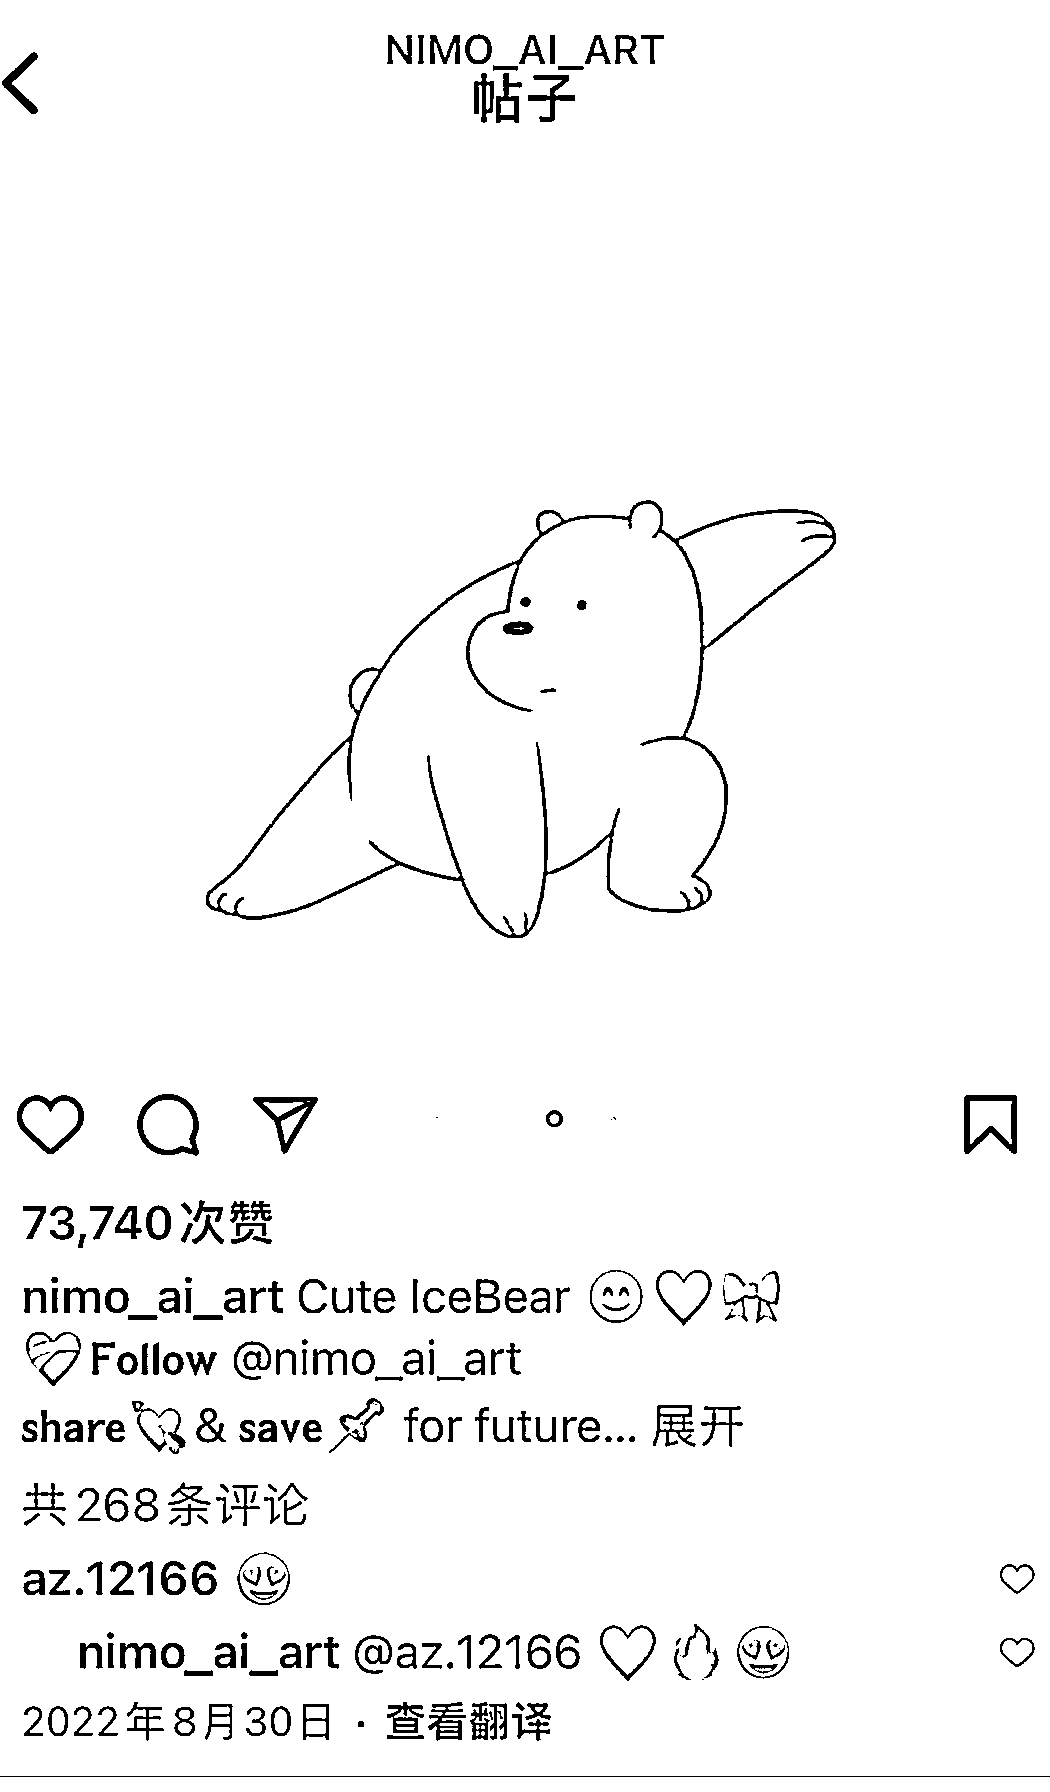 NIMO_AI_ART
帖子
73,740次赞
nimo_ai_art Cute IceBear 😊🤍🎀
💝Follow @nimo_ai_art
share💘& save📌 for future... 展开
共268条评论
az.12166 😍
nimo_ai_art @az.12166 🤍🔥😍
2022年8月30日 · 查看翻译